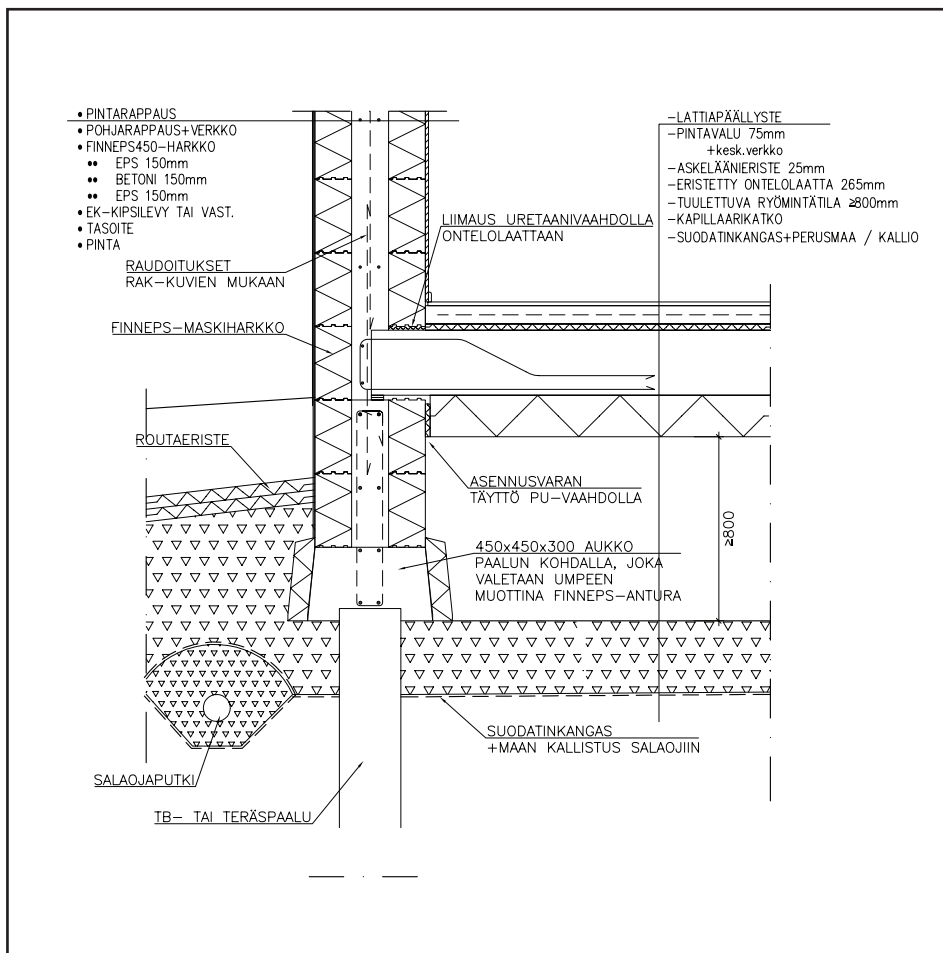 • PINTARAPPAUS
• POHJARAPPAUS+VERKKO
• FINNEPS450-HARKKO
•• EPS 150mm
•• BETONI 150mm
•• EPS 150mm
• EK-KIPSILEVY TAI VAST.
• TASOITE
• PINTA
RAUDOITUKSET
RAK-KUVIEN MUKAAN
FINNEPS-MASKIHARKKO
ROUTAERISTE
LIIMAUS URETAANIVAAHDOLLA
ONTELOLAATTAAN
-LATTIAPÄÄLLYSTE
-PINTAVALU 75mm
+kesk.verkko
-ASKELÄÄNIERISTE 25mm
-ERISTETTY ONTELOLAATTA 265mm
-TUULETTUVA RYÖMINTÄTILA ≥800mm
-KAPILLAARIKATKO
-SUODATINKANGAS+PERUSMAA / KALLIO
ASENNUSVARAN
TÄYTTÖ PU-VAAHDOLLA
≥800
450x450x300 AUKKO
PAALUN KOHDALLA, JOKA
VALETAAN UMPEEN
MUOTTINA FINNEPS-ANTURA
SUODATINKANGAS
+MAAN KALLISTUS SALAOJIIN
SALAOJAPUTKI
TB- TAI TERÄSPAALU